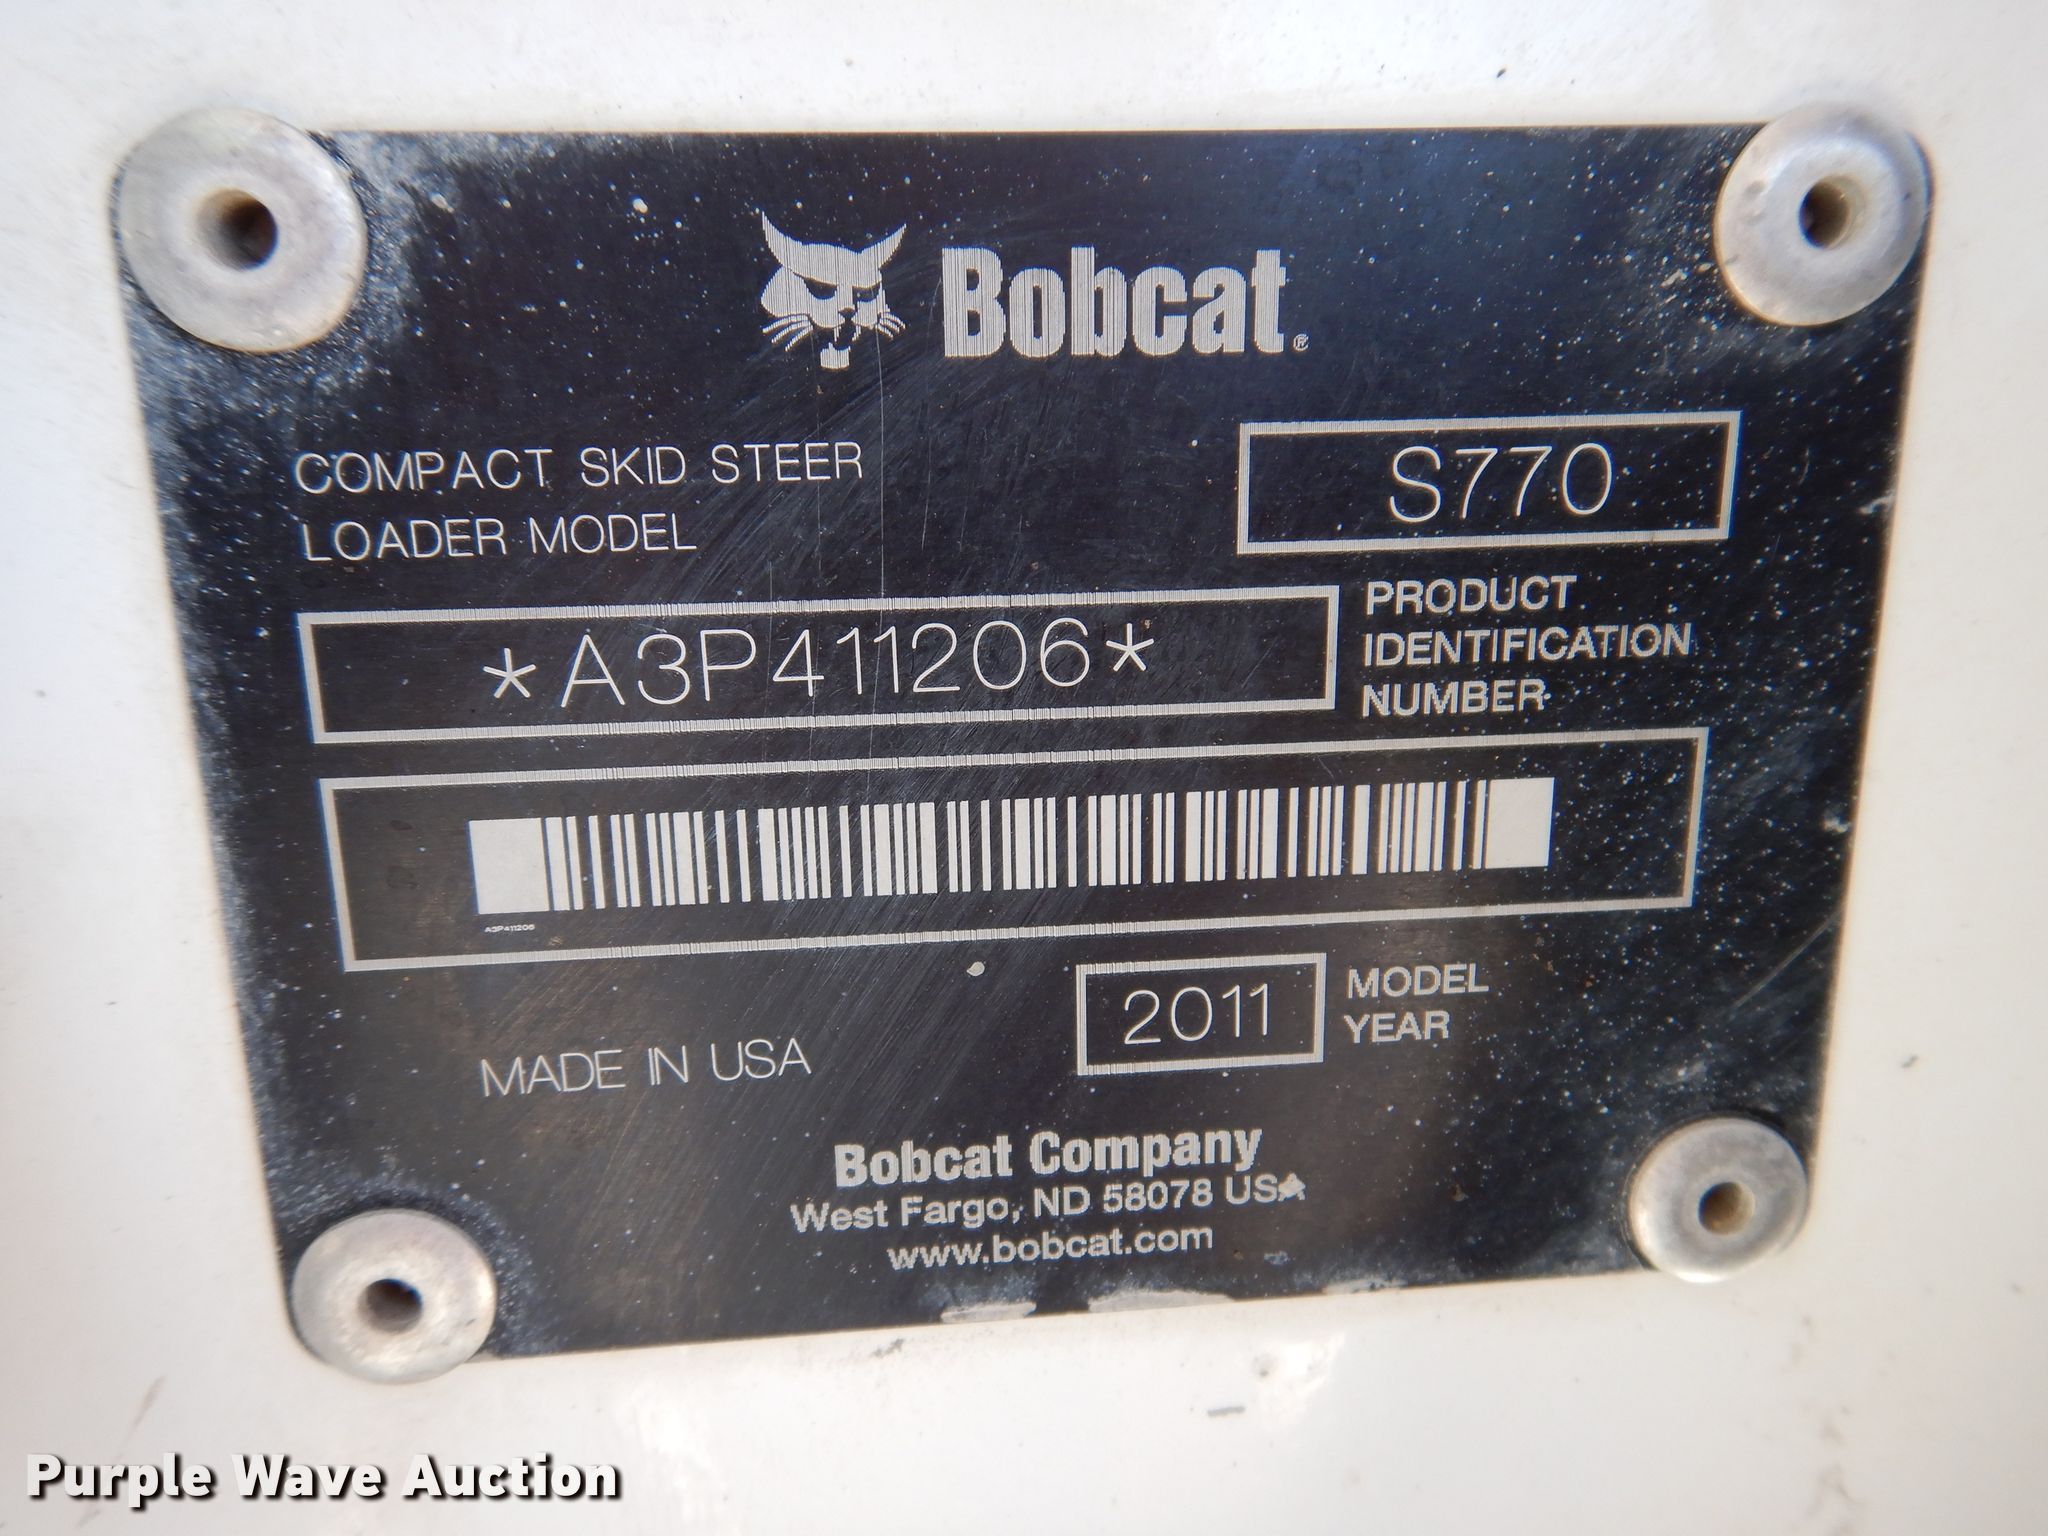 Bobcat®
COMPACT SKID STEER
LOADER MODEL
S770
*A3P411206*
PRODUCT
IDENTIFICATION
NUMBER
A3P411206
MADE IN USA
2011
MODEL
YEAR
Bobcat Company
West Fargo, ND 58078 USA
www.bobcat.com
Purple Wave Auction